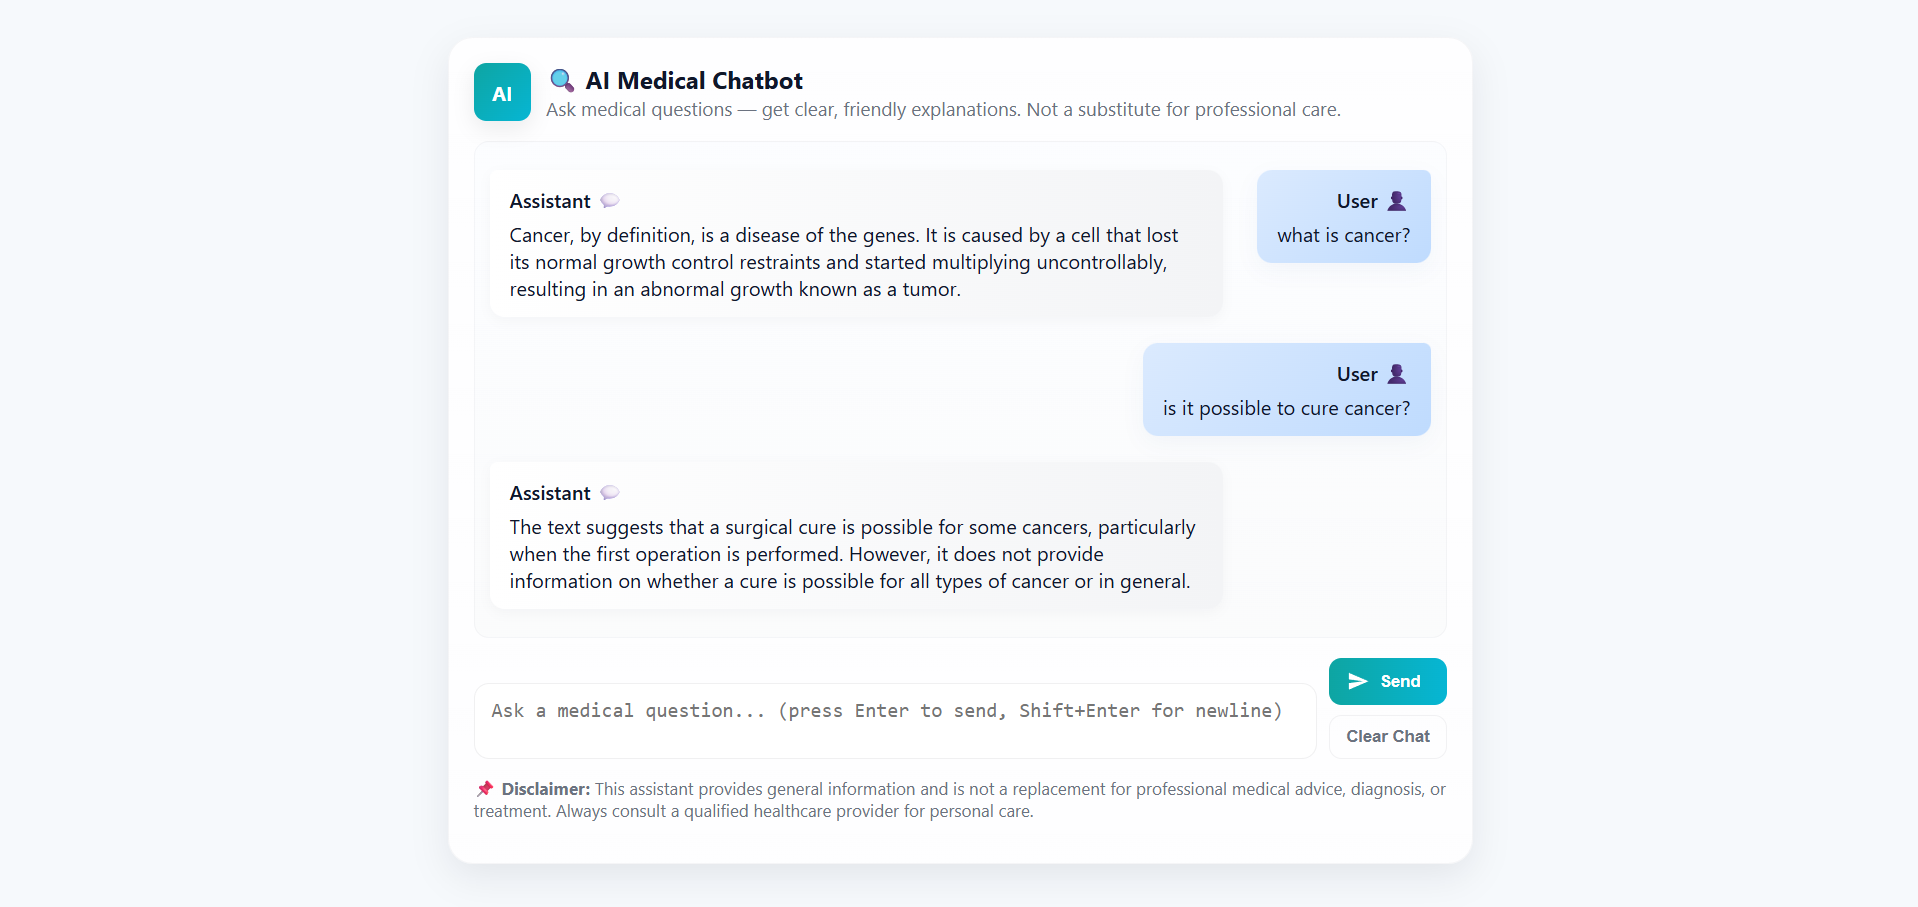 AI
🔍 AI Medical Chatbot
Ask medical questions — get clear, friendly explanations. Not a substitute for professional care.
User 👤
what is cancer?
Assistant 💬
Cancer, by definition, is a disease of the genes. It is caused by a cell that lost
its normal growth control restraints and started multiplying uncontrollably,
resulting in an abnormal growth known as a tumor.
User 👤
is it possible to cure cancer?
Assistant 💬
The text suggests that a surgical cure is possible for some cancers, particularly
when the first operation is performed. However, it does not provide
information on whether a cure is possible for all types of cancer or in general.
Ask a medical question... (press Enter to send, Shift+Enter for newline)
Send
Clear Chat
📌 Disclaimer: This assistant provides general information and is not a replacement for professional medical advice, diagnosis, or
treatment. Always consult a qualified healthcare provider for personal care.